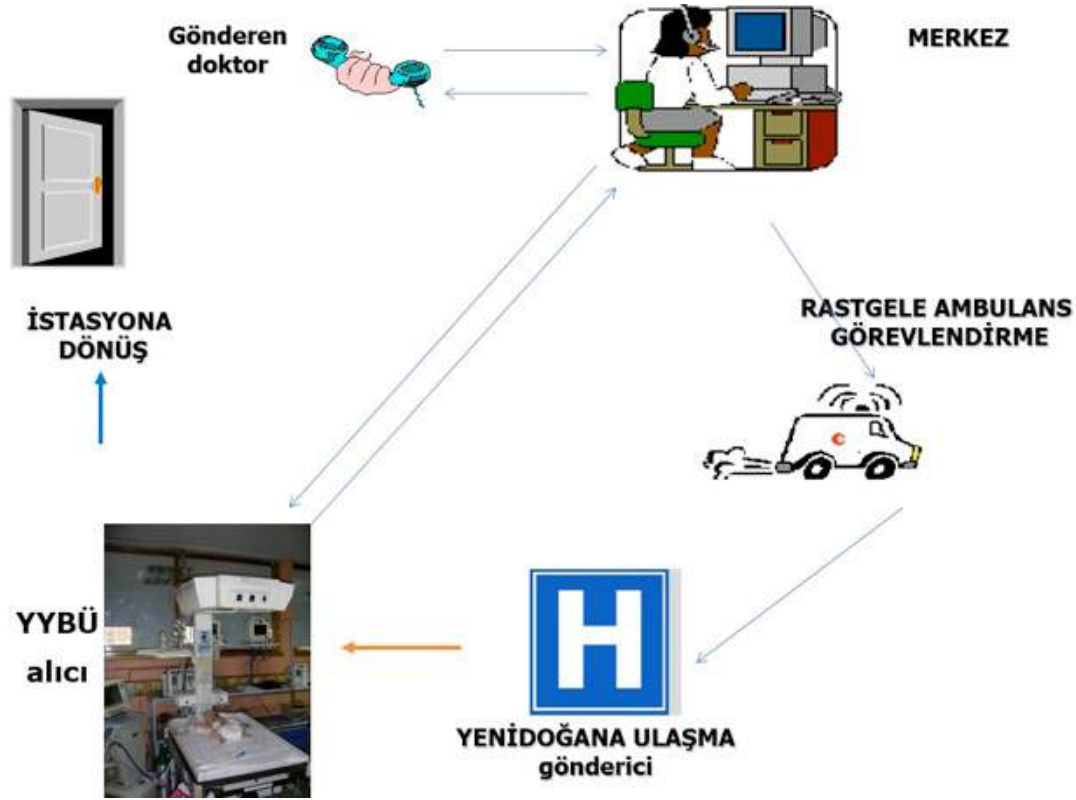 Gönderen
doktor
MERKEZ
RASTGELE AMBULANS
GÖREVLENDİRME
İSTASYONA
DÖNÜŞ
YYBÜ
alıcı
H
YENİDOĞANA ULAŞMA
gönderici